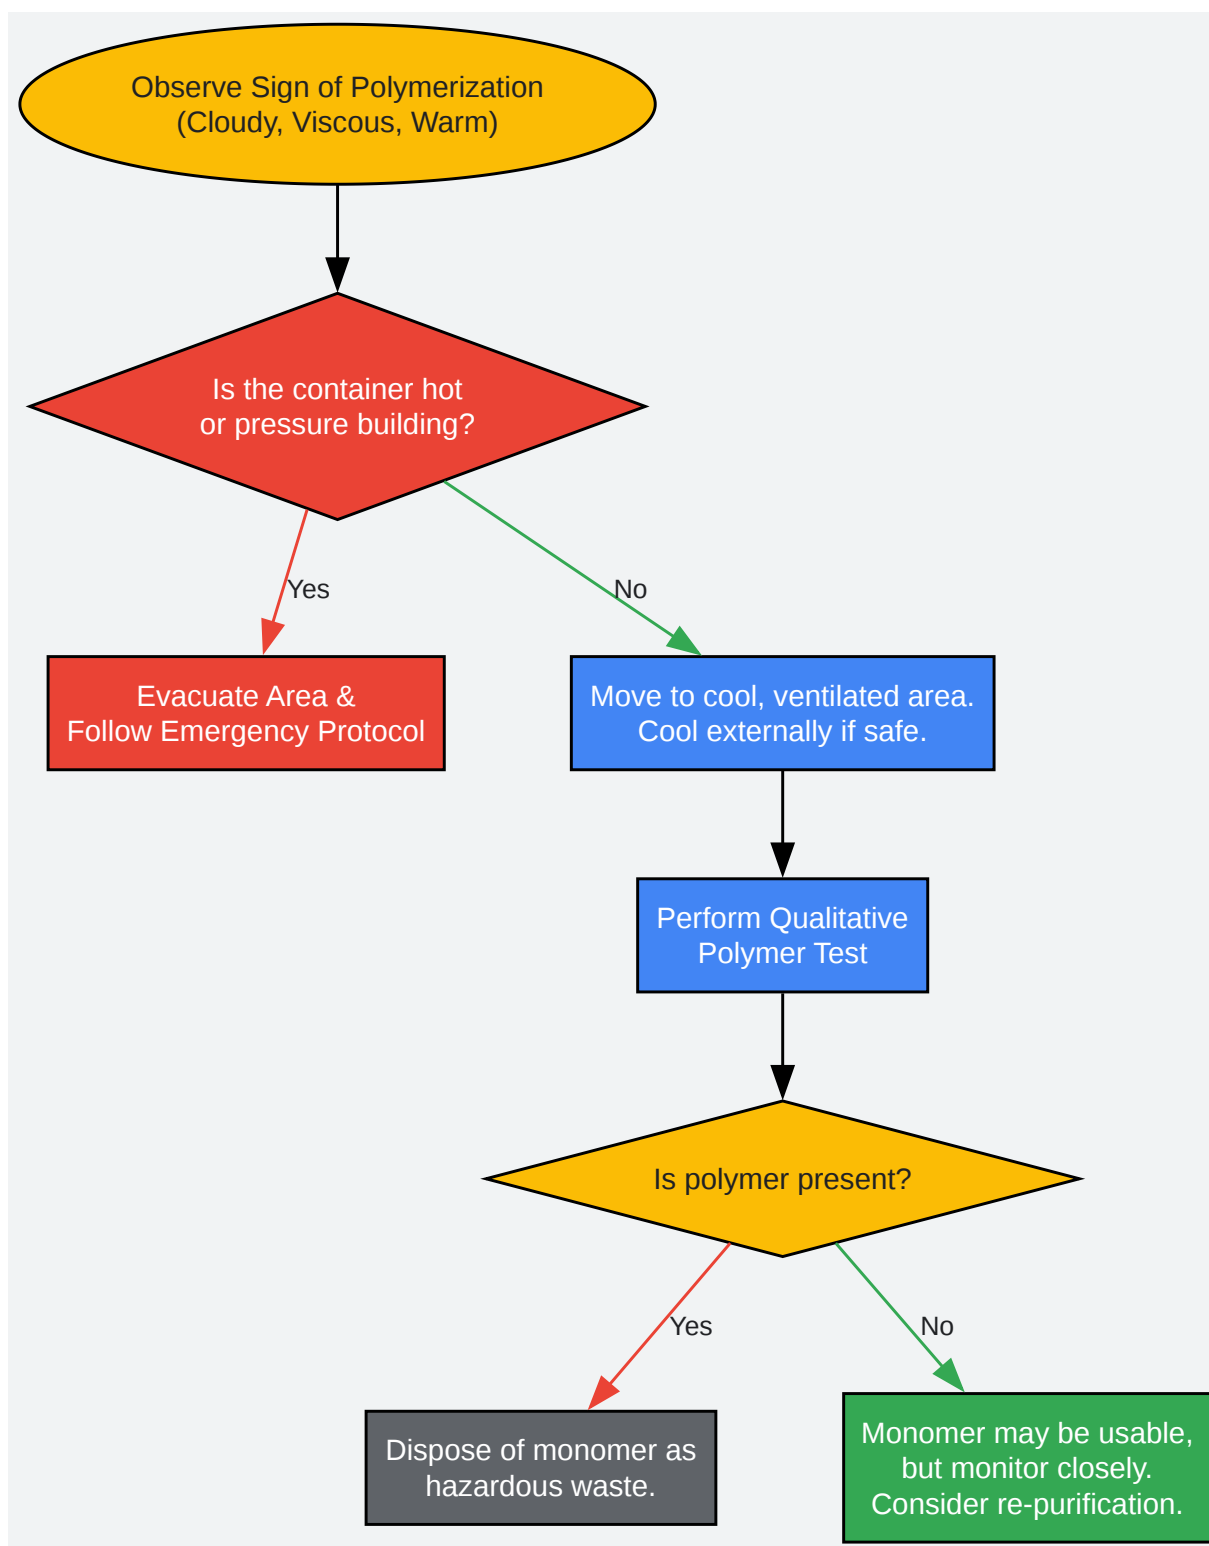 Observe Sign of Polymerization
(Cloudy, Viscous, Warm)
Is the container hot
or pressure building?
Yes
No
Evacuate Area &
Follow Emergency Protocol
Move to cool, ventilated area.
Cool externally if safe.
Perform Qualitative
Polymer Test
Is polymer present?
Yes
No
Dispose of monomer as
hazardous waste.
Monomer may be usable,
but monitor closely.
Consider re-purification.